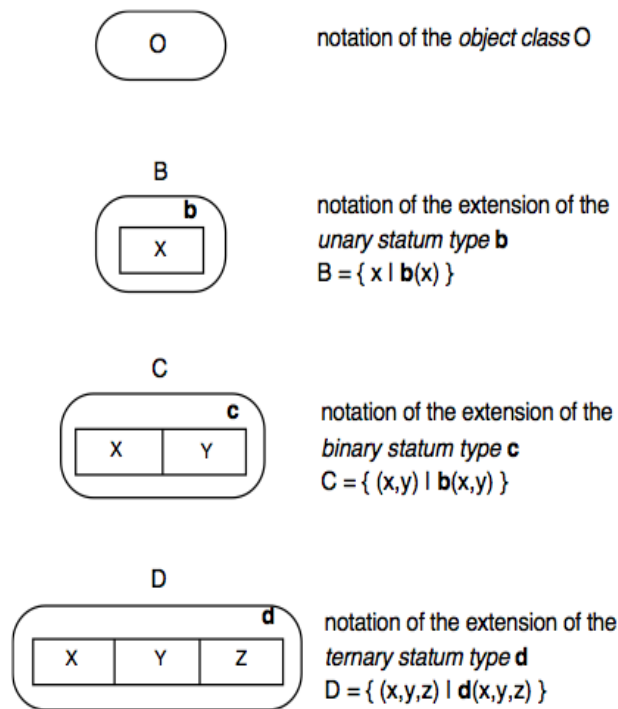 O
notation of the object class O
B
b
X
notation of the extension of the
unary statum type b
B = { x | b(x) }
C
c
X Y
notation of the extension of the
binary statum type c
C = { (x,y) | b(x,y) }
D
d
X Y Z
notation of the extension of the
ternary statum type d
D = { (x,y,z) | d(x,y,z) }